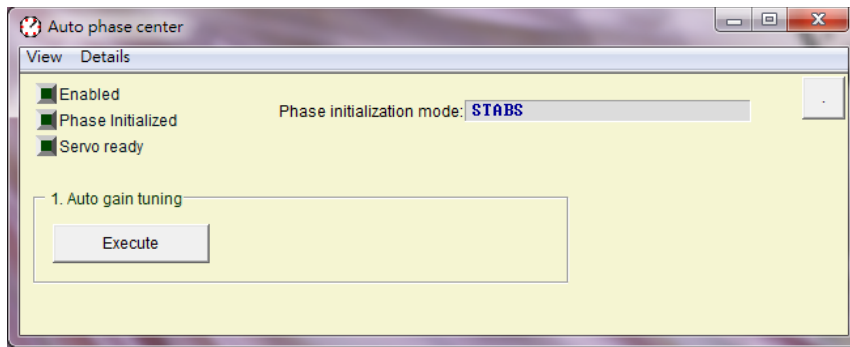 Auto phase center
View Details
Enabled
Phase Initialized
Servo ready
Phase initialization mode: STABS
.
1. Auto gain tuning
Execute